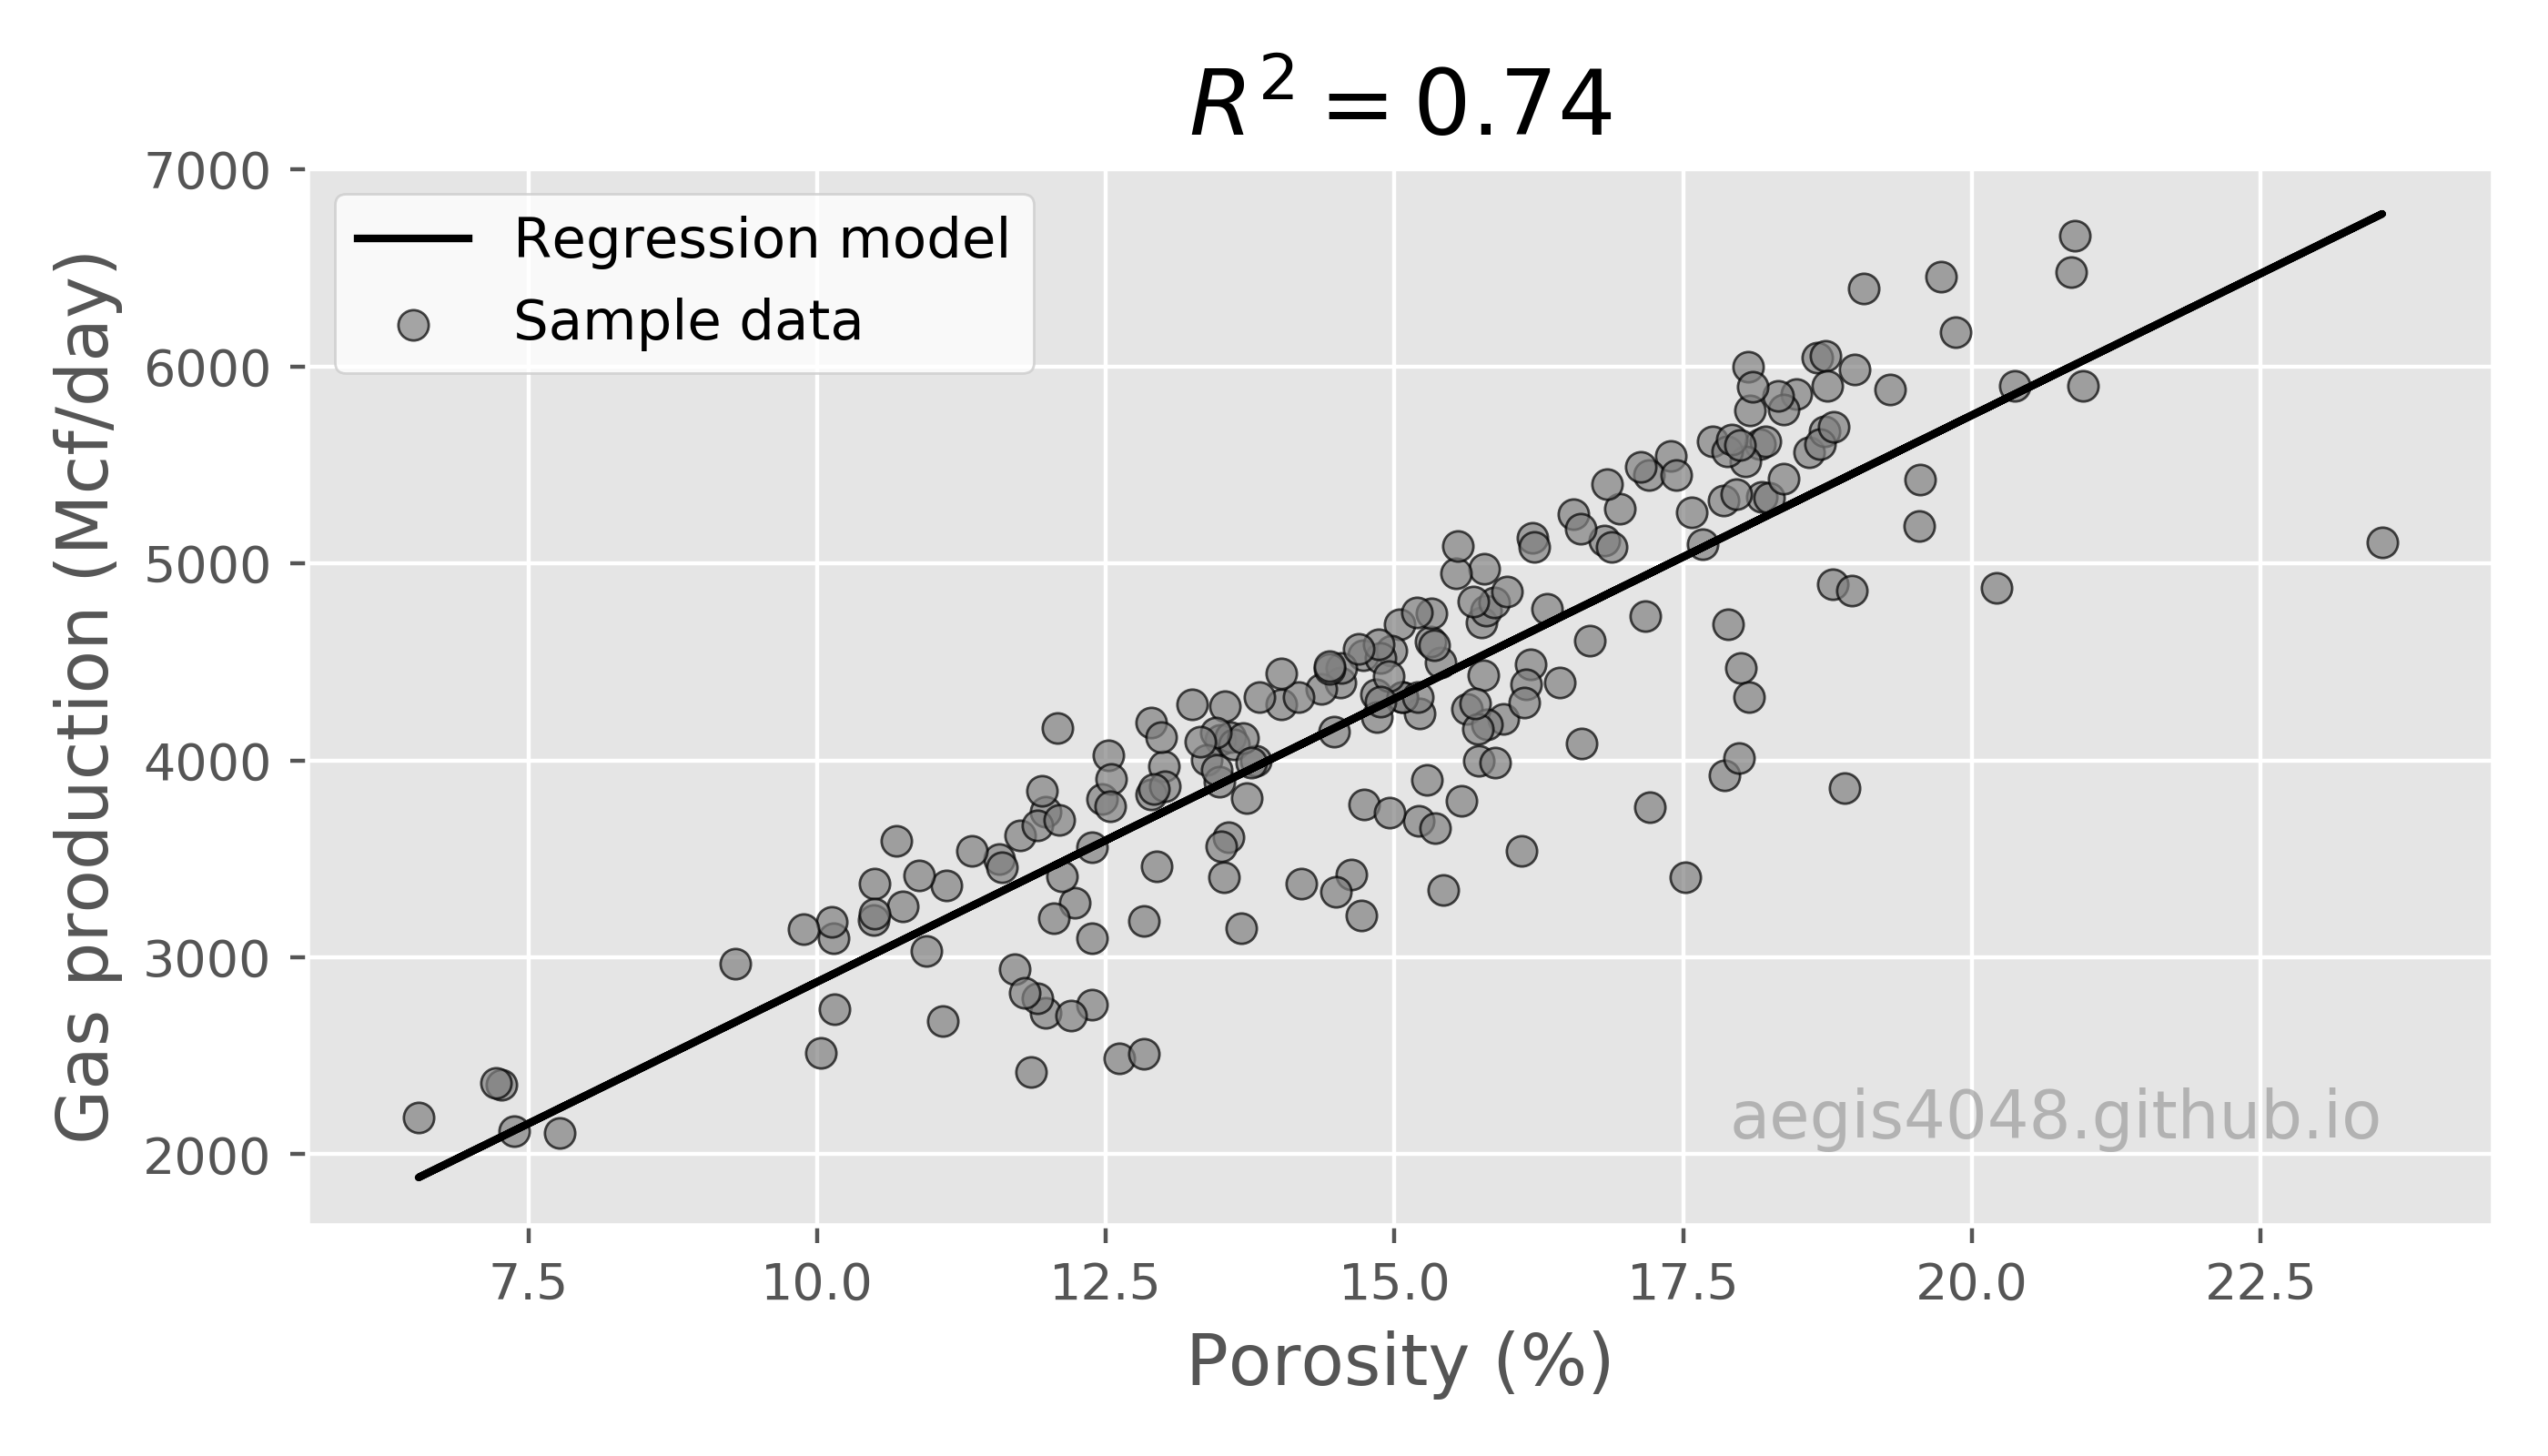 R² = 0.74
7000
6000
5000
4000
3000
2000
Gas production (Mcf/day)
Regression model
Sample data
aegis4048.github.io
7.5 10.0 12.5 15.0 17.5 20.0 22.5
Porosity (%)